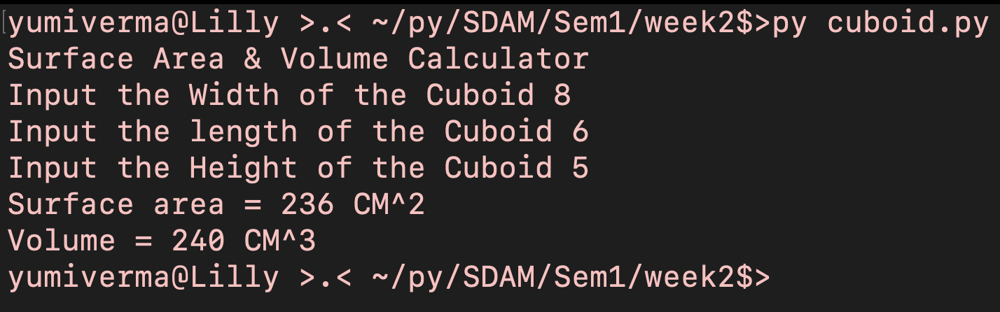 yumiverma@Lilly >.< ~/py/SDAM/Sem1/week2$>py cuboid.py
Surface Area & Volume Calculator
Input the Width of the Cuboid 8
Input the length of the Cuboid 6
Input the Height of the Cuboid 5
Surface area = 236 CM^2
Volume = 240 CM^3
yumiverma@Lilly >.< ~/py/SDAM/Sem1/week2$>